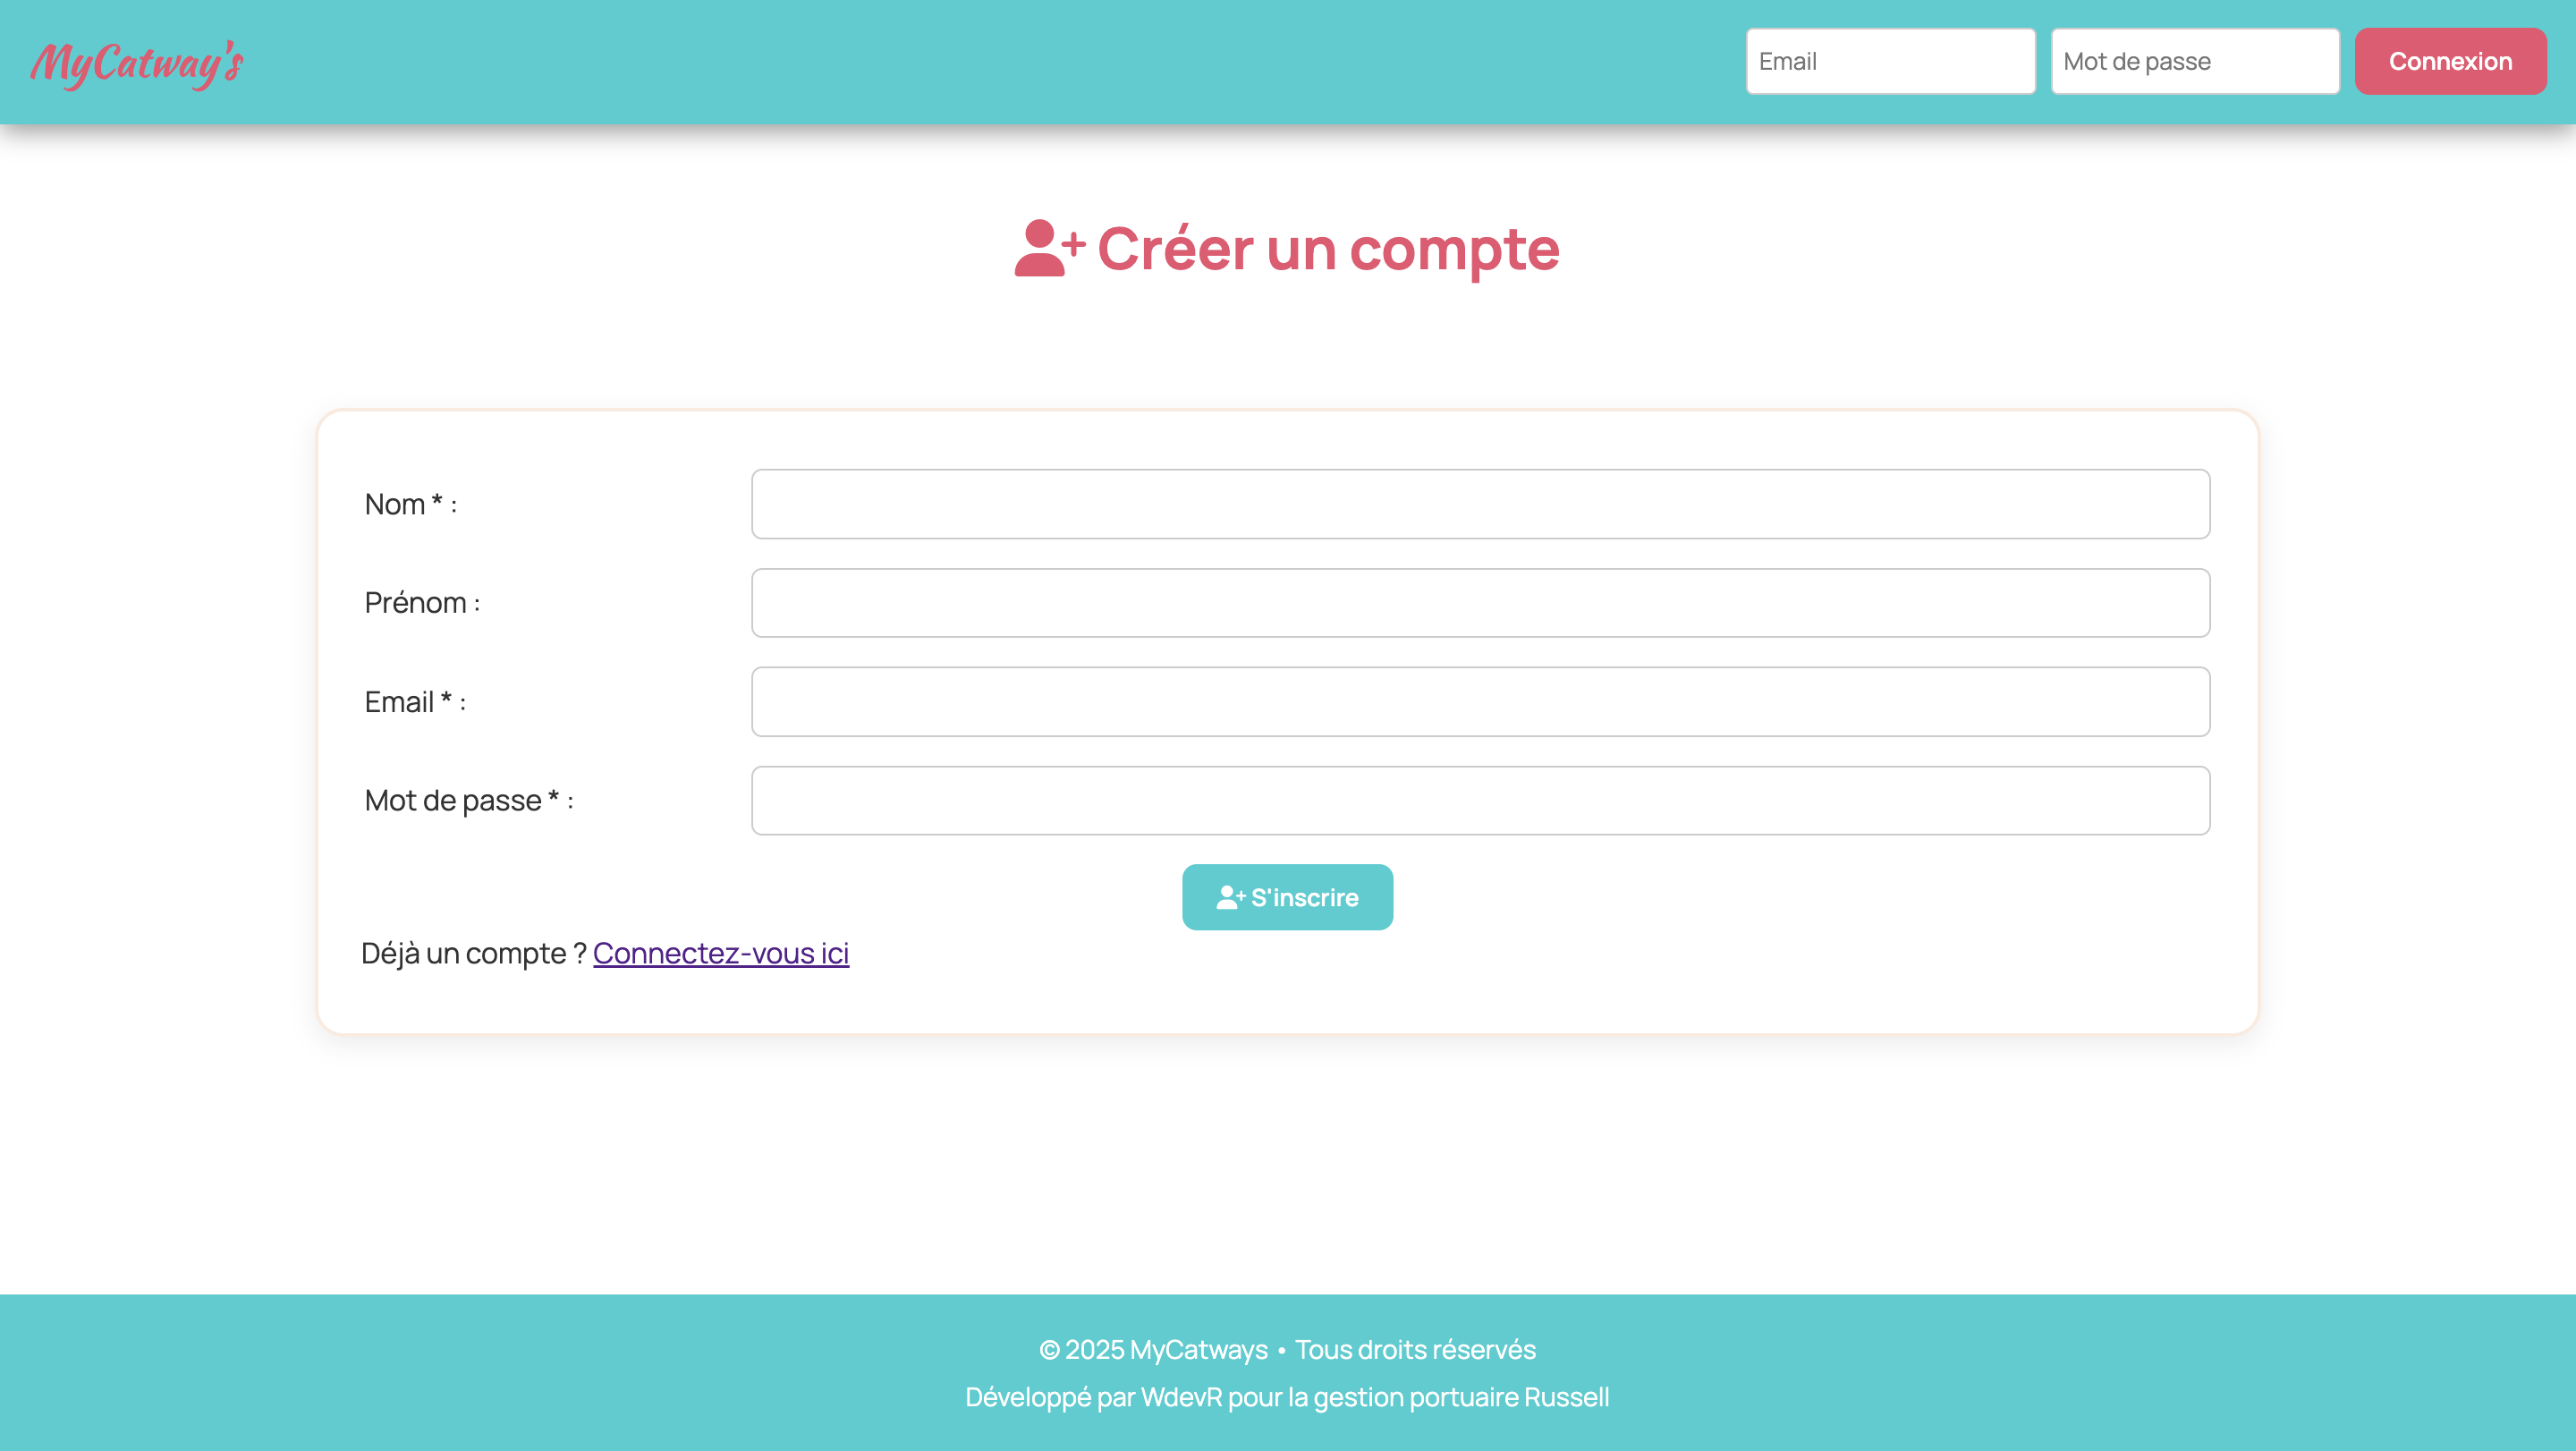 MyCatway's
Email
Mot de passe
Connexion
Créer un compte
Nom * :
Prénom :
Email * :
Mot de passe * :
S'inscrire
Déjà un compte ? Connectez-vous ici
© 2025 MyCatways • Tous droits réservés
Développé par WdevR pour la gestion portuaire Russell